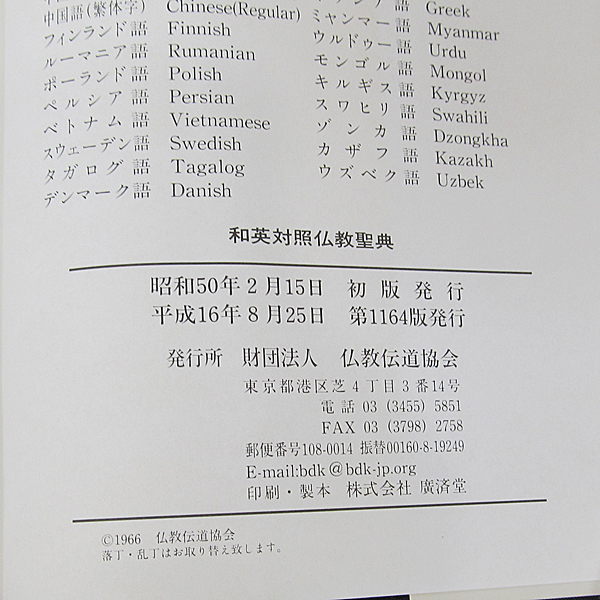 中国語(繁体字) Chinese(Regular)
フィンランド語 Finnish
ルーマニア語 Rumanian
ポーランド語 Polish
ペルシア語 Persian
ベトナム語 Vietnamese
スウェーデン語 Swedish
タガログ語 Tagalog
デンマーク語 Danish
語 Greek
ミャンマー語 Myanmar
ウルドゥー語 Urdu
モンゴル語 Mongol
キルギス語 Kyrgyz
スワヒリ語 Swahili
ゾンカ語 Dzongkha
カザフ語 Kazakh
ウズベク語 Uzbek
和英対照仏教聖典
昭和50年2月15日 初版発行
平成16年8月25日 第1164版発行
発行所 財団法人 仏教伝道協会
東京都港区芝4丁目3番14号
電話 03 (3455) 5851
FAX 03 (3798) 2758
郵便番号108-0014 振替00160-8-19249
E-mail:bdk@bdk-jp.org
印刷・製本 株式会社 廣済堂
©1966 仏教伝道協会
落丁・乱丁はお取り替え致します。